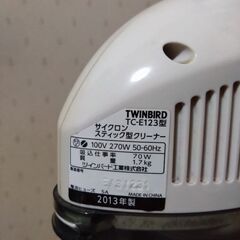 TWINBIRD
TC-E123型
サイクロン
スティック型クリーナー
100V 270W 50-60Hz
吸込仕事率 70W
質量 1.7kg
ツインバード工業株式会社
5A
MADE IN CHINA
2013年製